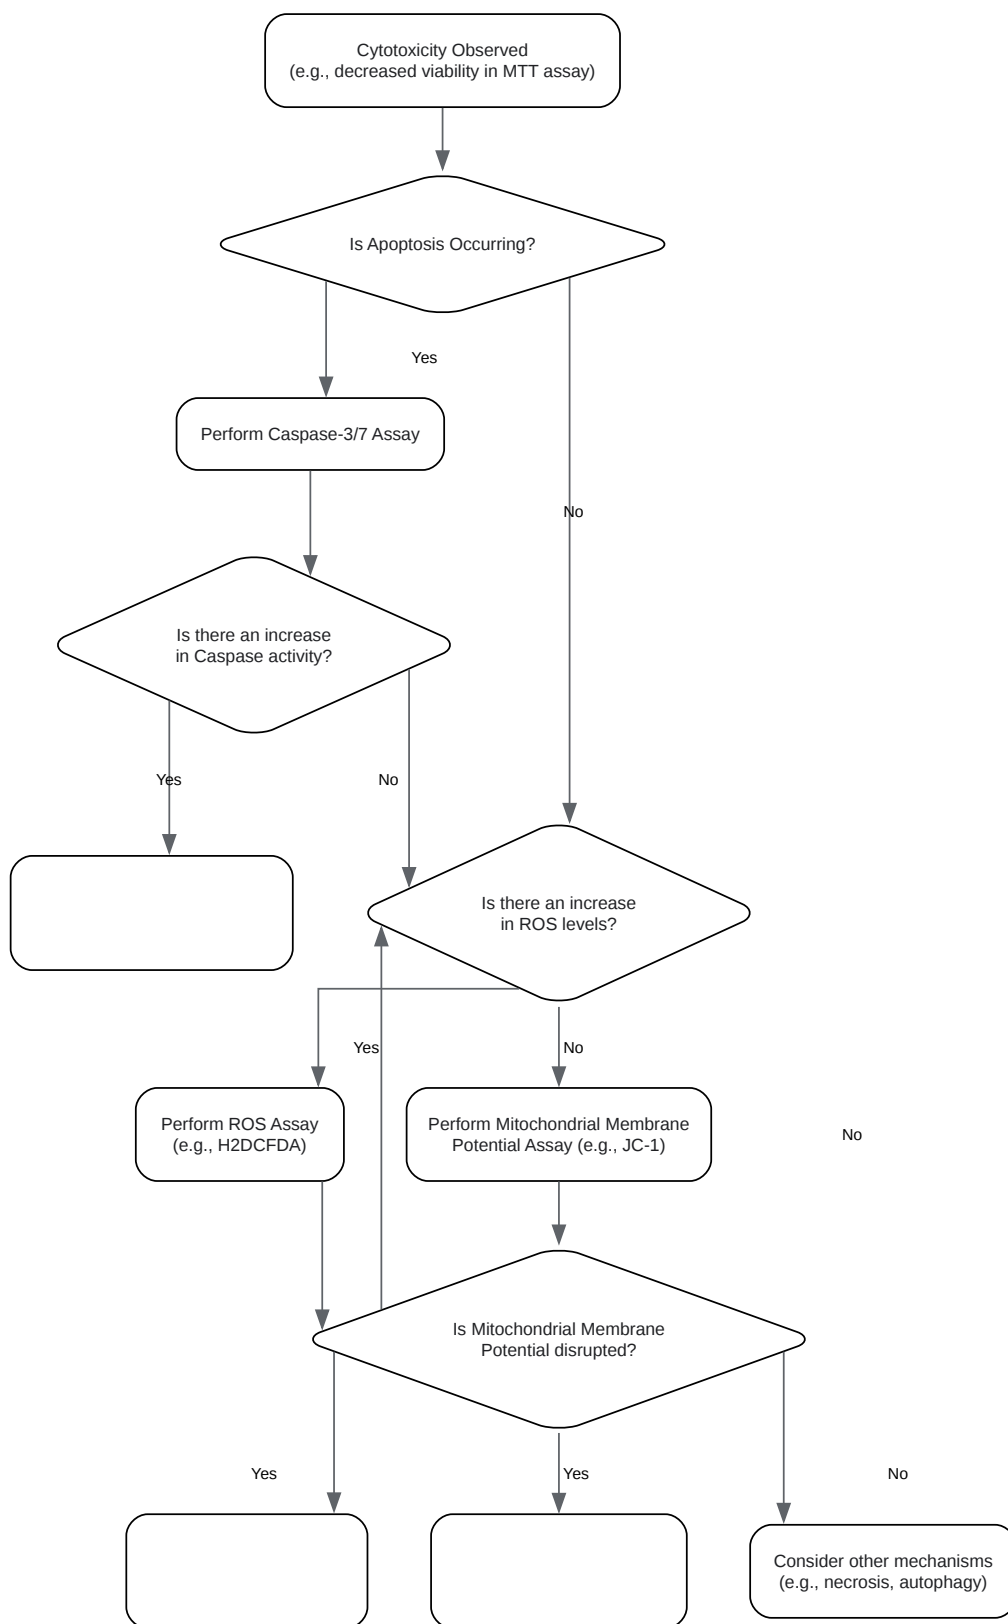 Cytotoxicity Observed
(e.g., decreased viability in MTT assay)
Is Apoptosis Occurring?
Yes
Perform Caspase-3/7 Assay
No
Is there an increase
in Caspase activity?
Yes
No
Is there an increase
in ROS levels?
Yes
No
Perform ROS Assay
(e.g., H2DCFDA)
Perform Mitochondrial Membrane
Potential Assay (e.g., JC-1)
No
Is Mitochondrial Membrane
Potential disrupted?
Yes
Yes
No
Consider other mechanisms
(e.g., necrosis, autophagy)